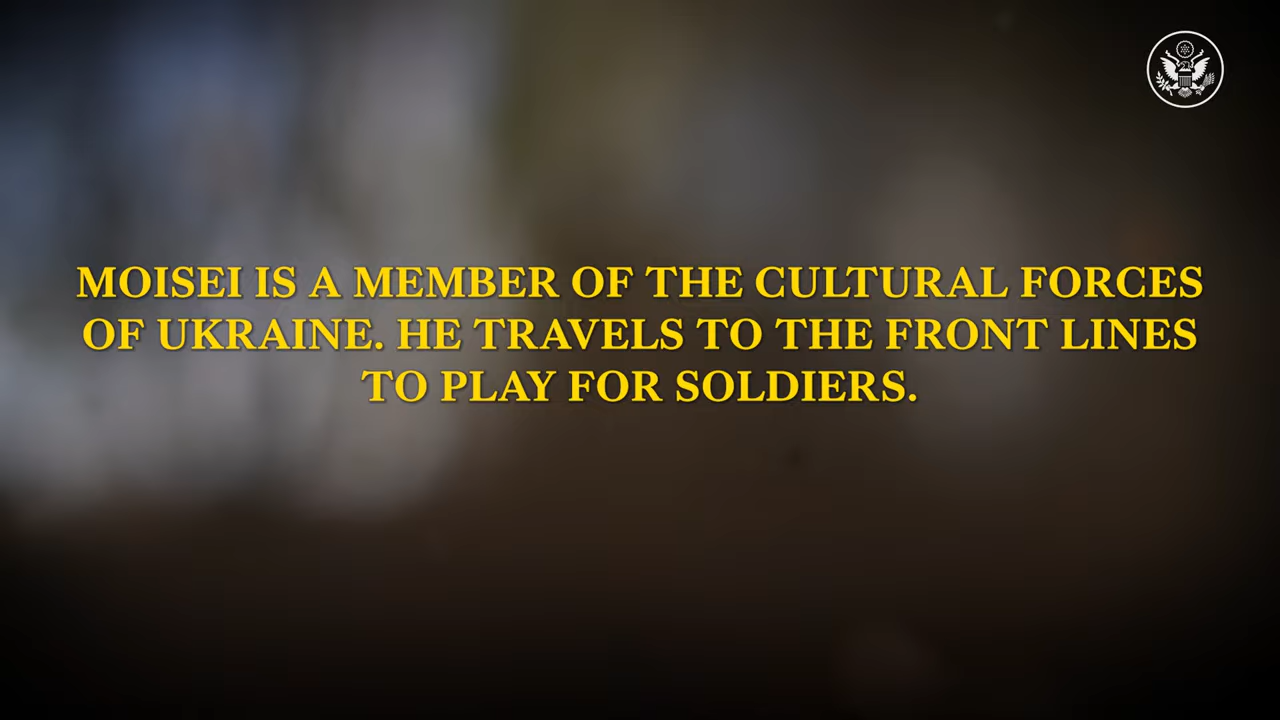 MOISEI IS A MEMBER OF THE CULTURAL FORCES
OF UKRAINE. HE TRAVELS TO THE FRONT LINES
TO PLAY FOR SOLDIERS.